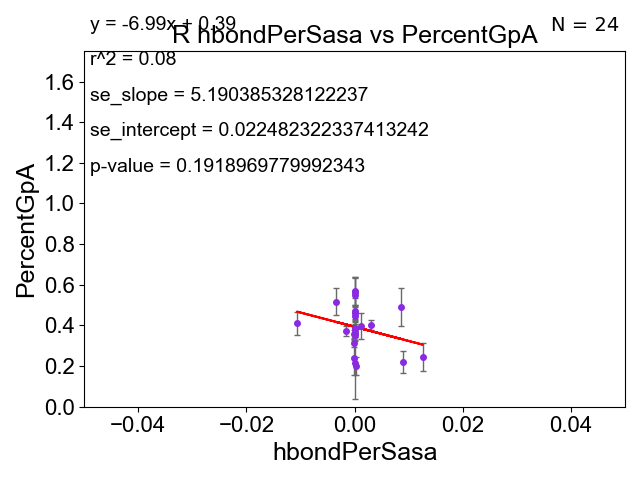 y = -6.99x + 0.39
N = 24
R hbondPerSasa vs PercentGpA
r^2 = 0.08
se_slope = 5.190385328122237
se_intercept = 0.022482322337413242
p-value = 0.1918969779992343
PercentGpA
1.6
1.4
1.2
1.0
0.8
0.6
0.4
0.2
0.0
−0.04 −0.02 0.00 0.02 0.04
hbondPerSasa